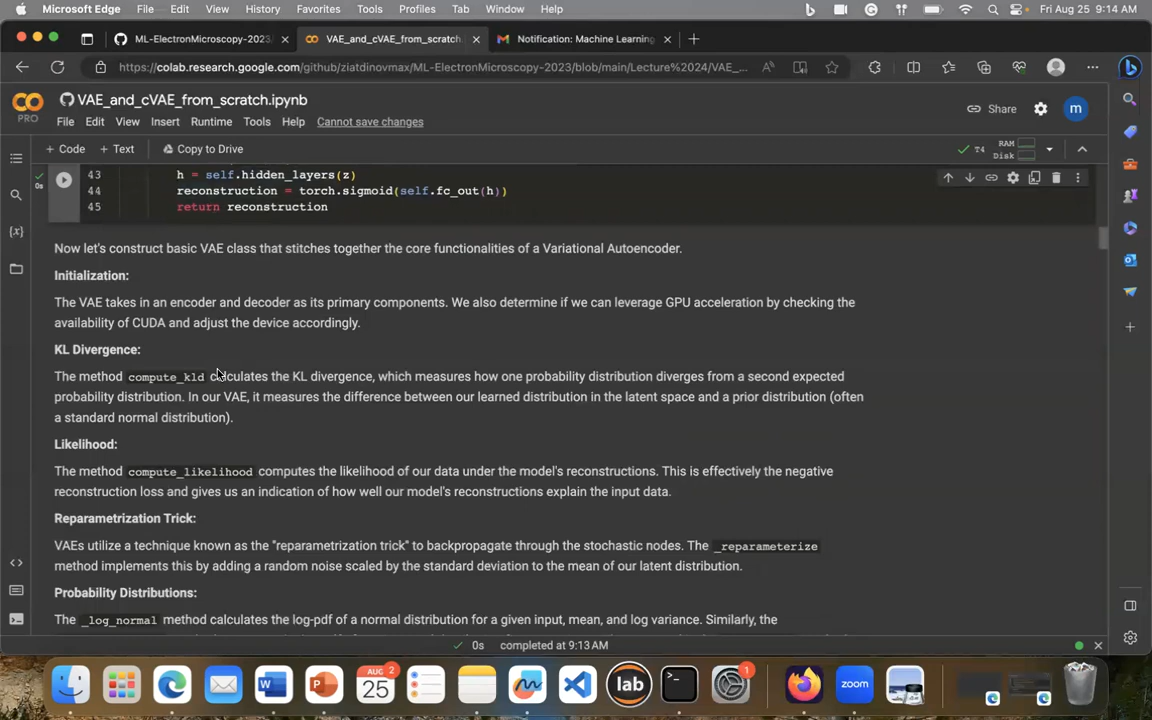 Microsoft Edge File Edit View History Favorites Tools Profiles Tab Window Help Fri Aug 25 9:14 AM
ML-ElectronMicroscopy-2023 VAE_and_cVAE_from_scratch. Notification: Machine Learning
https://colab.research.google.com/github/ziatdinovmax/ML-ElectronMicroscopy-2023/blob/main/Lecture%2024/VAE_...
VAE_and_cVAE_from_scratch.ipynb
PRO
Share
m
File Edit View Insert Runtime Tools Help Cannot save changes
+ Code + Text Copy to Drive T4 RAM
Disk
43 h = self.hidden_layers(z)
0s
44 reconstruction = torch.sigmoid(self.fc_out(h))
45 return reconstruction
Now let's construct basic VAE class that stitches together the core functionalities of a Variational Autoencoder.
Initialization:
The VAE takes in an encoder and decoder as its primary components. We also determine if we can leverage GPU acceleration by checking the
availability of CUDA and adjust the device accordingly.
KL Divergence:
The method compute_kld calculates the KL divergence, which measures how one probability distribution diverges from a second expected
probability distribution. In our VAE, it measures the difference between our learned distribution in the latent space and a prior distribution (often
a standard normal distribution).
Likelihood:
The method compute_likelihood computes the likelihood of our data under the model's reconstructions. This is effectively the negative
reconstruction loss and gives us an indication of how well our model's reconstructions explain the input data.
Reparametrization Trick:
VAEs utilize a technique known as the "reparametrization trick" to backpropagate through the stochastic nodes. The _reparameterize
method implements this by adding a random noise scaled by the standard deviation to the mean of our latent distribution.
Probability Distributions:
The _log_normal method calculates the log-pdf of a normal distribution for a given input, mean, and log variance. Similarly, the
0s completed at 9:13 AM
AUG
2
25
lab
zoom
1